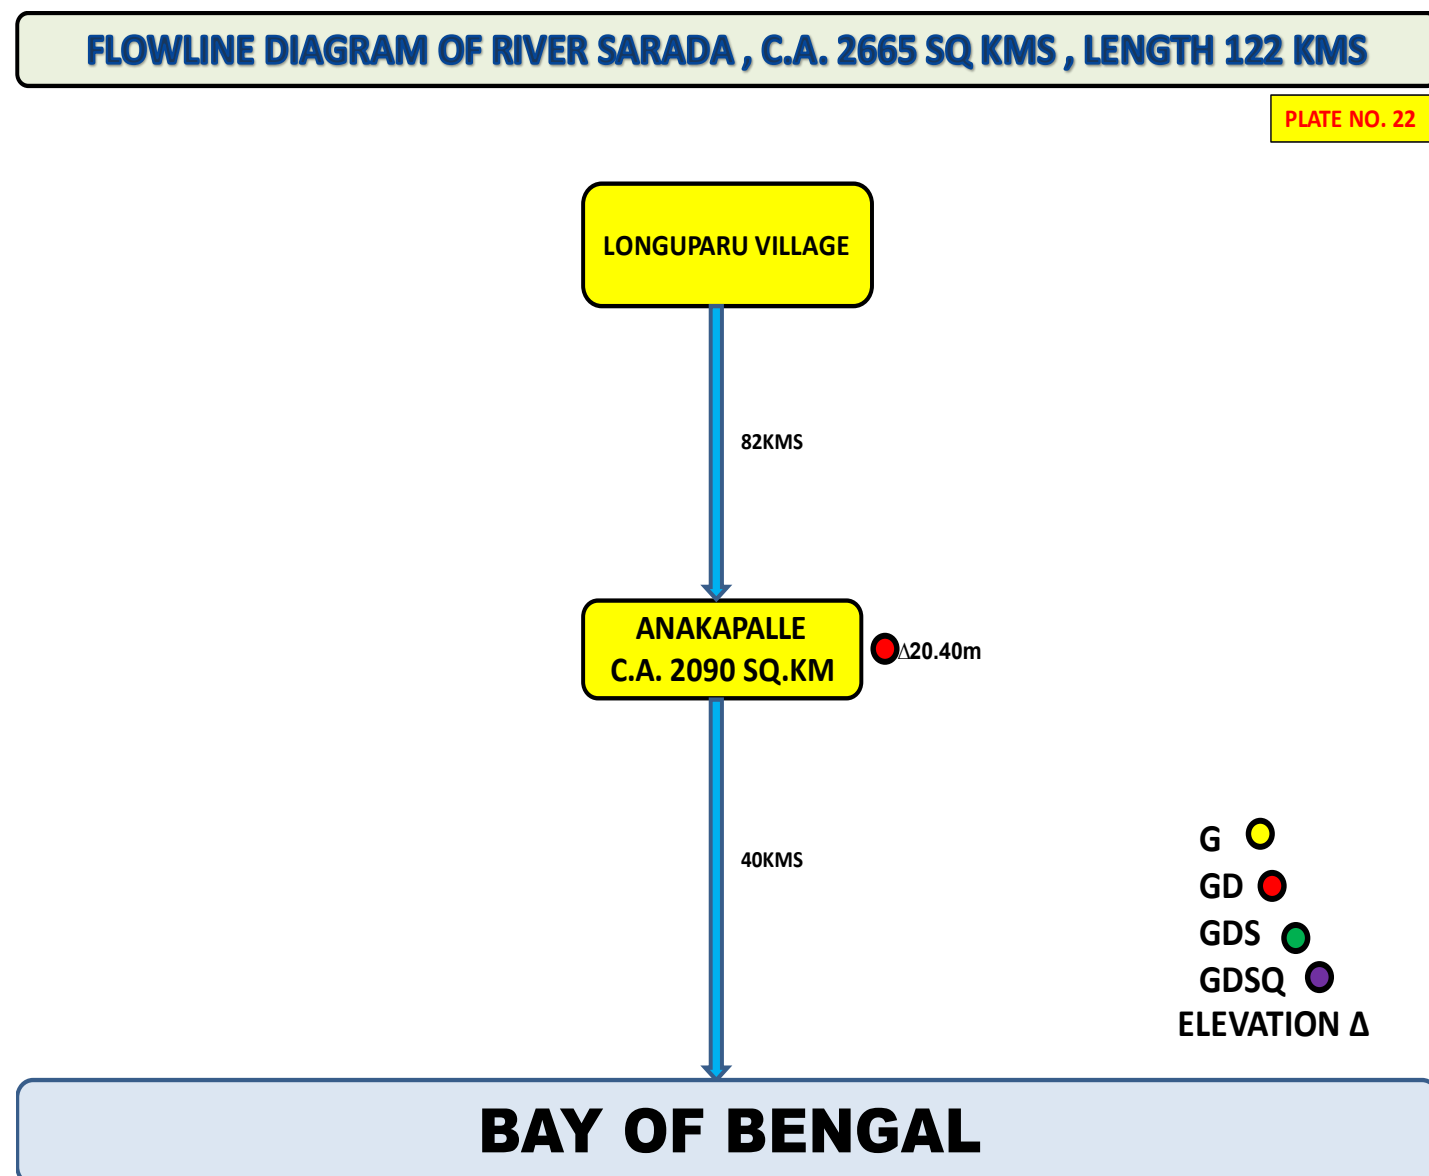 FLOWLINE DIAGRAM OF RIVER SARADA , C.A. 2665 SQ KMS , LENGTH 122 KMS
PLATE NO. 22
LONGUPARU VILLAGE
82KMS
ANAKAPALLE
C.A. 2090 SQ.KM
Δ20.40m
40KMS
G
GD
GDS
GDSQ
ELEVATION Δ
BAY OF BENGAL